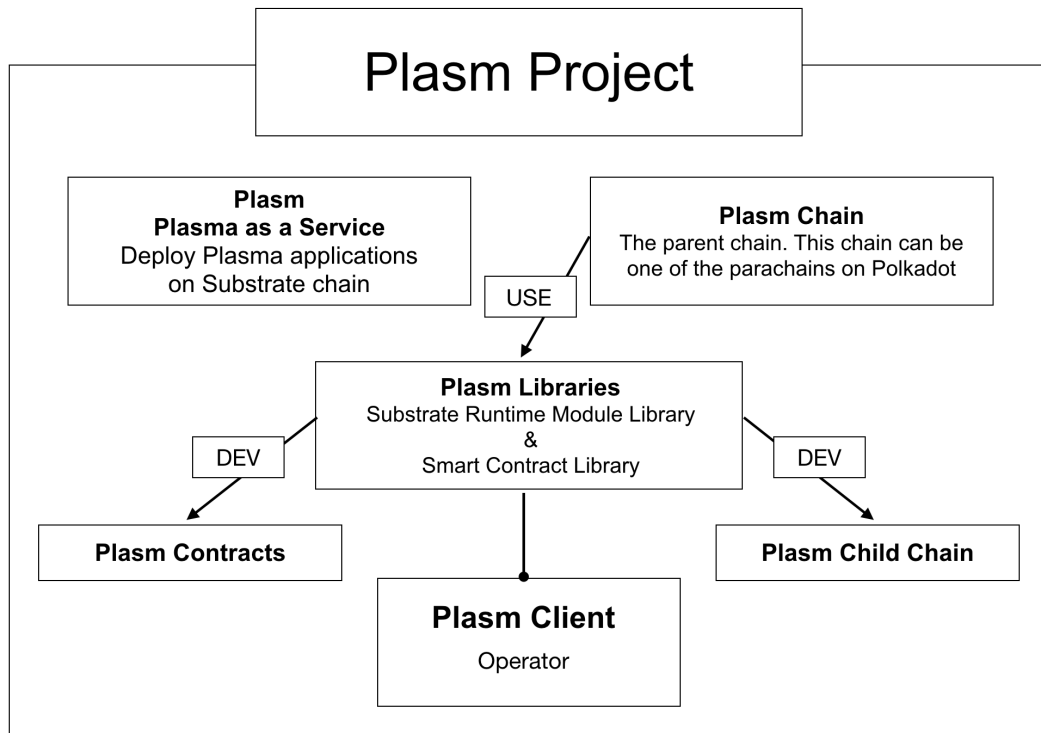 Plasm Project
Plasm
Plasma as a Service
Deploy Plasma applications
on Substrate chain
Plasm Chain
The parent chain. This chain can be
one of the parachains on Polkadot
USE
Plasm Libraries
Substrate Runtime Module Library
&
Smart Contract Library
DEV
DEV
Plasm Contracts
Plasm Child Chain
Plasm Client
Operator